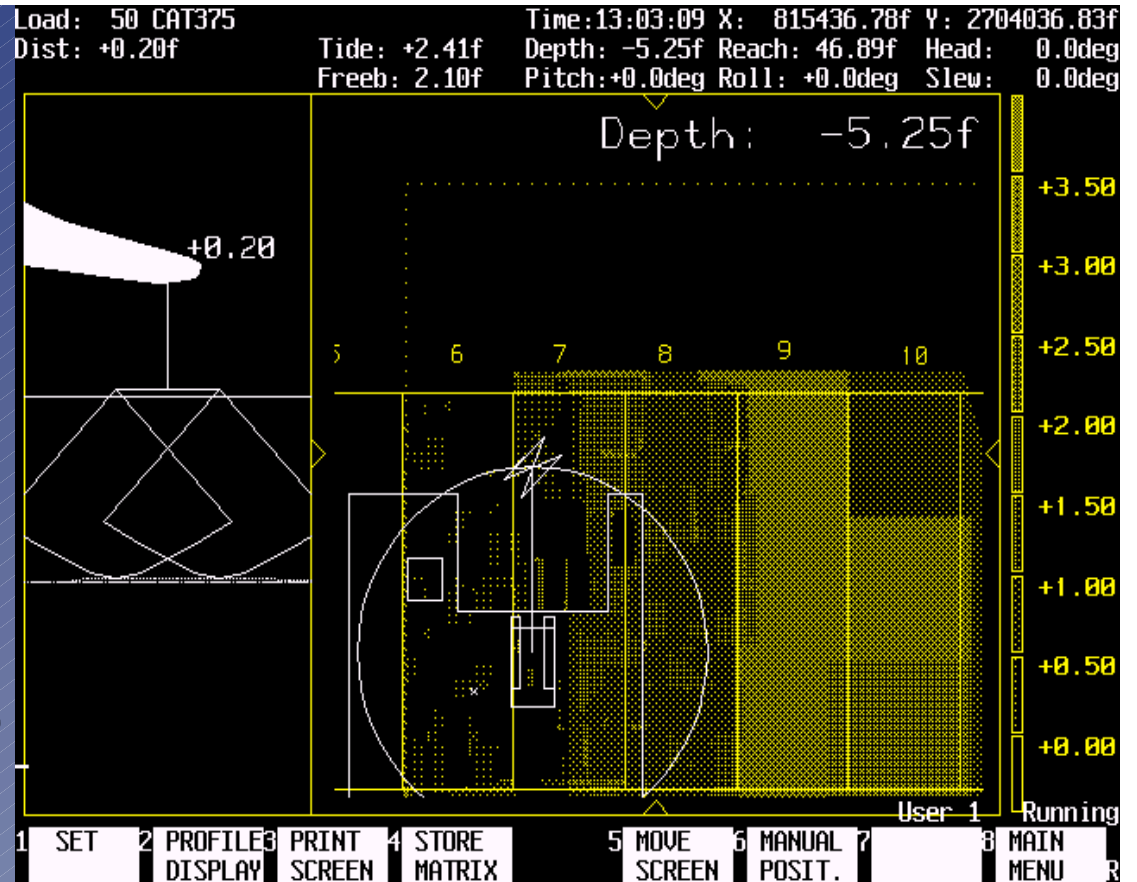 Load: 50 CAT375 Time:13:03:09 X: 815436.78f Y: 2704036.83f
Dist: +0.20f Tide: +2.41f Depth: -5.25f Reach: 46.89f Head: 0.0deg
Freeb: 2.10f Pitch:+0.0deg Roll: +0.0deg Slew: 0.0deg
Depth: -5.25f
+3.50
+0.20
+3.00
+2.50
5 6 7 8 9 10
+2.00
+1.50
+1.00
+0.50
+0.00
User 1 Running
1 SET 2 PROFILE 3 PRINT 4 STORE 5 MOVE 6 MANUAL 7 8 MAIN
DISPLAY SCREEN MATRIX SCREEN POSIT. MENU R